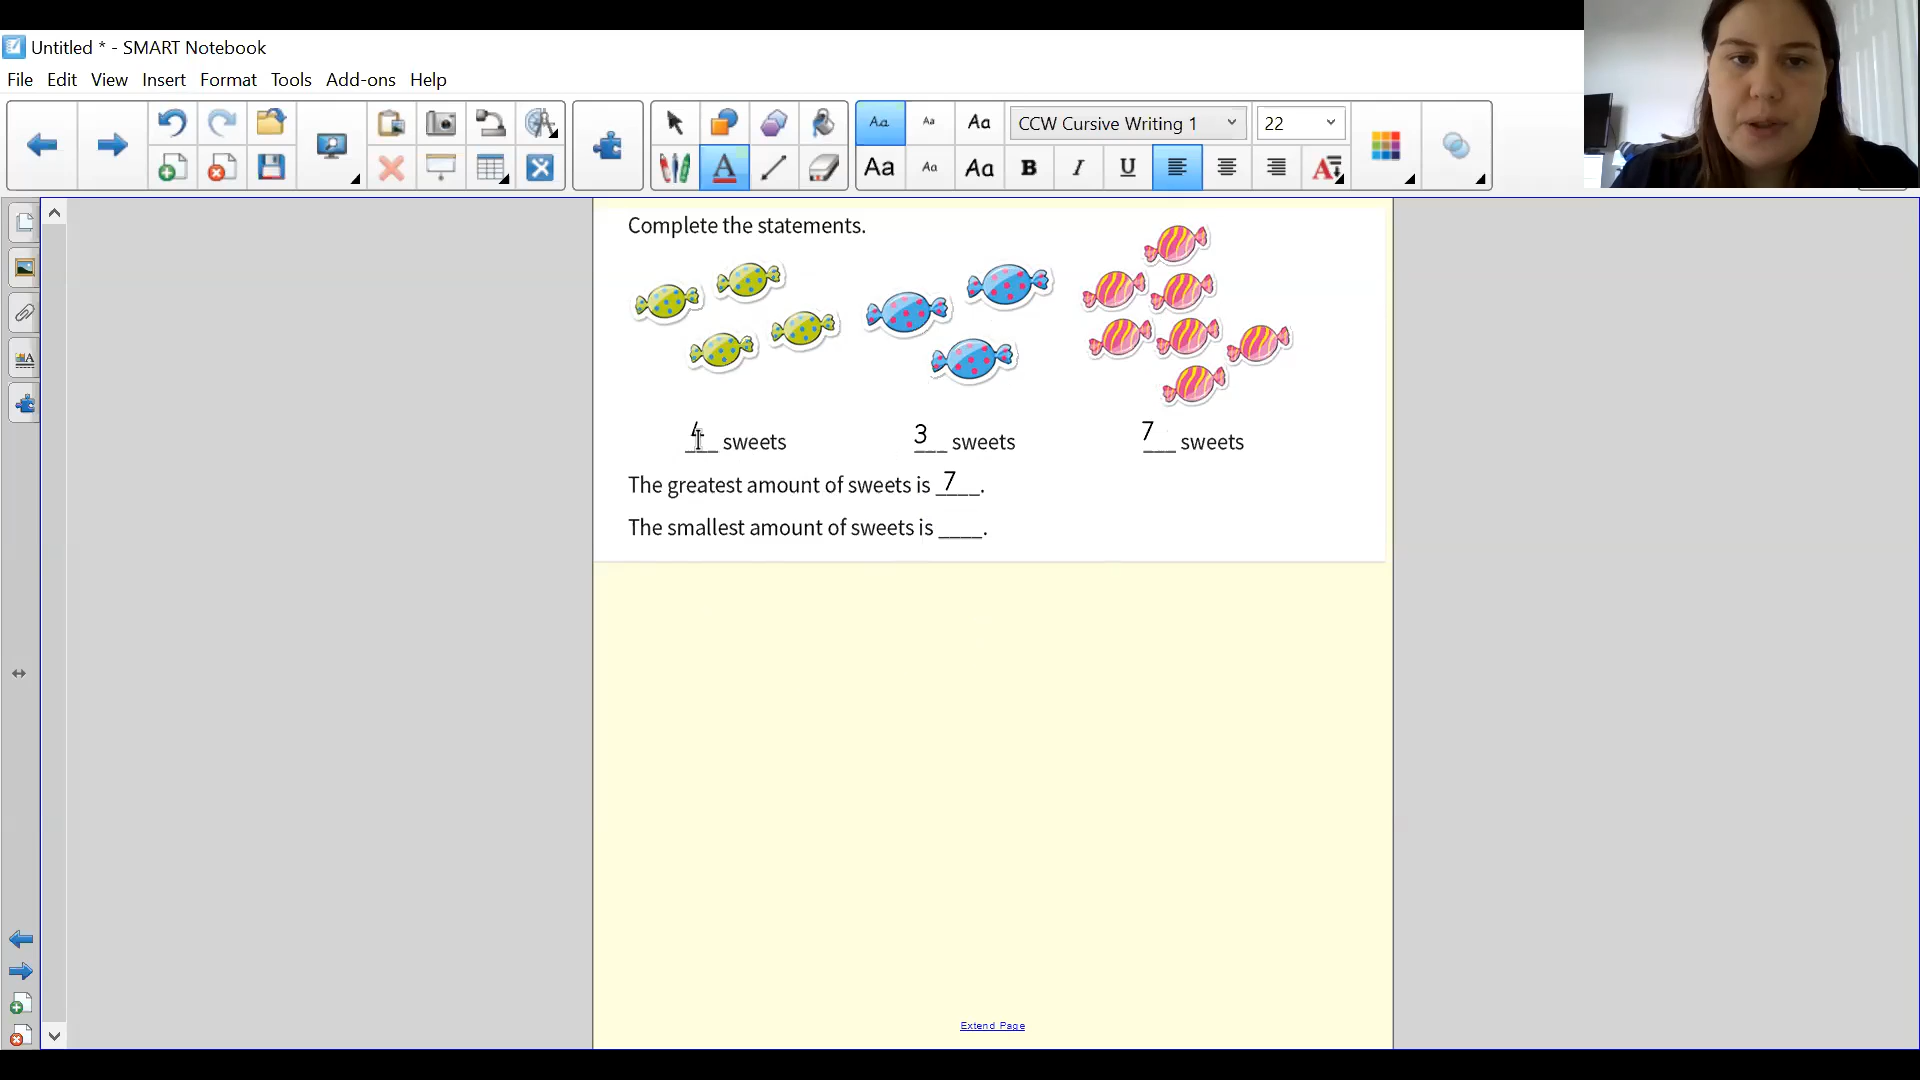 Untitled * - SMART Notebook
File Edit View Insert Format Tools Add-ons Help
Aa Aa Aa CCW Cursive Writing 1 22
A Aa Aa Aa B I U A
Complete the statements.
4 sweets 3 sweets 7 sweets
The greatest amount of sweets is 7____.
The smallest amount of sweets is ____.
Extend Page